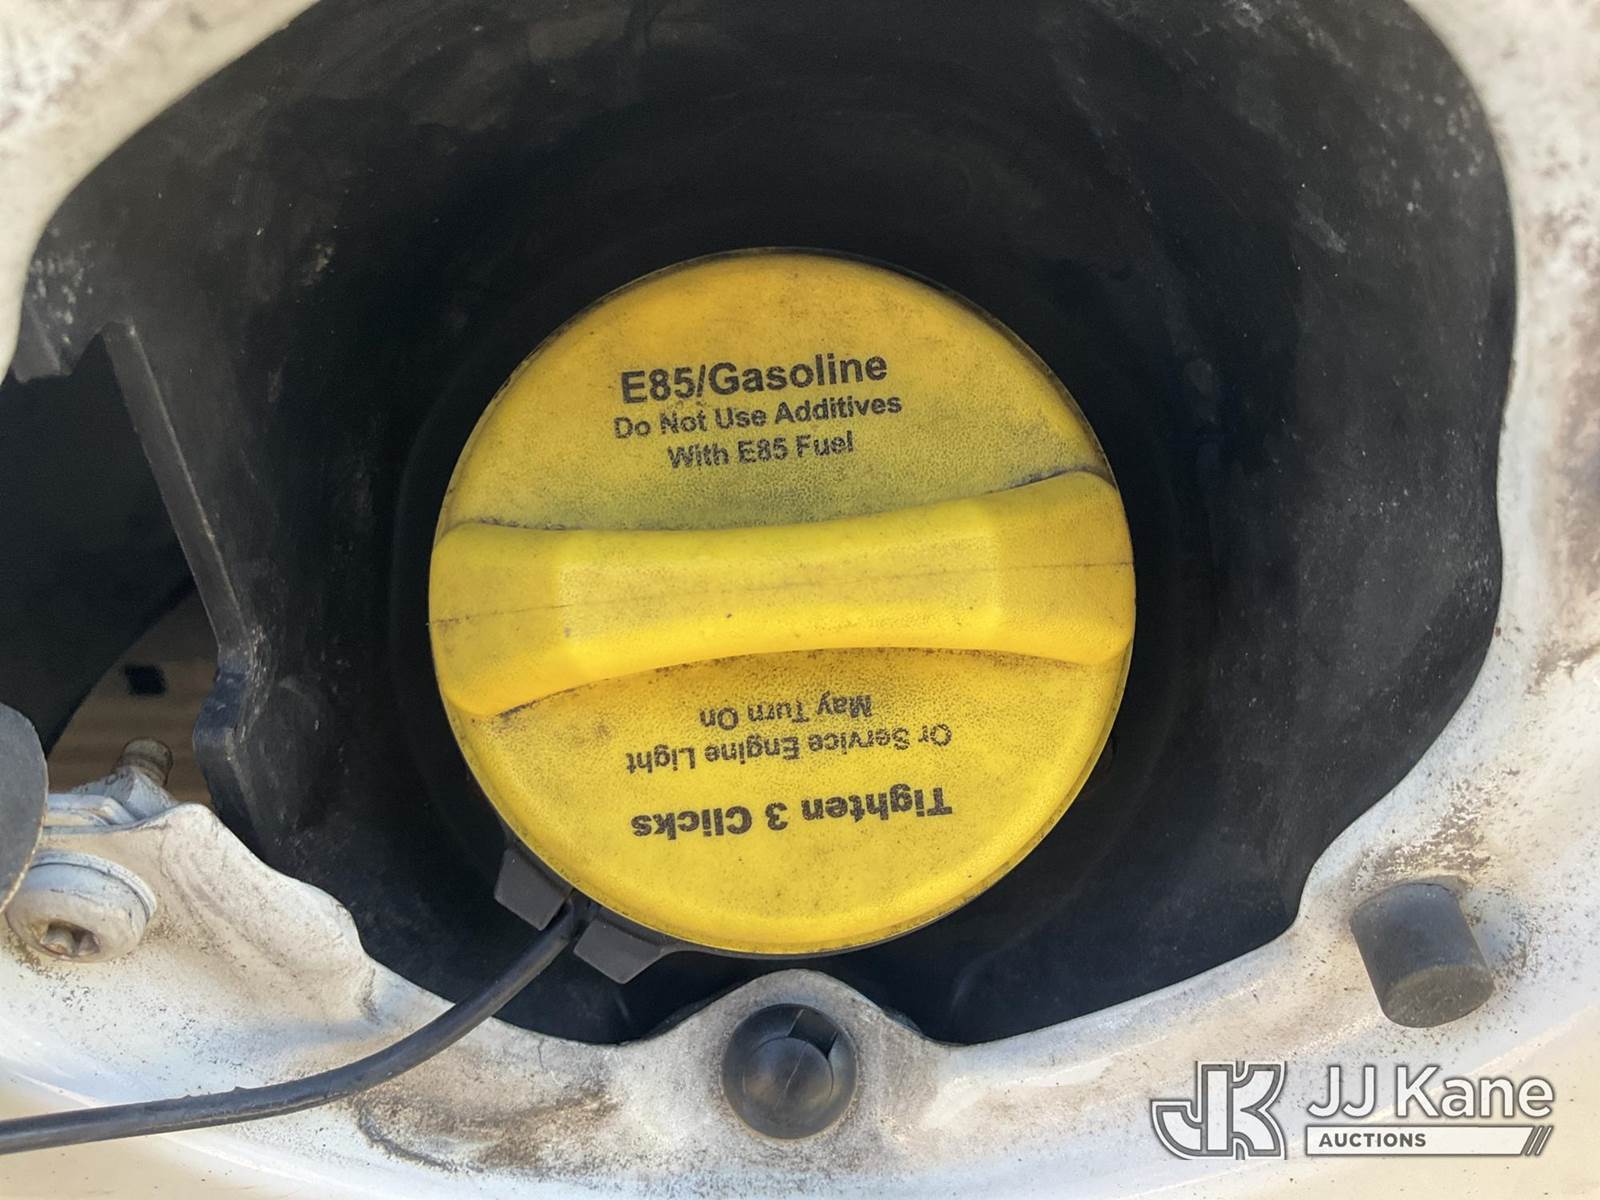 E85/Gasoline
Do Not Use Additives
With E85 Fuel
Tighten 3 Clicks
Or Service Engine Light
May Turn On
JJ Kane
AUCTIONS